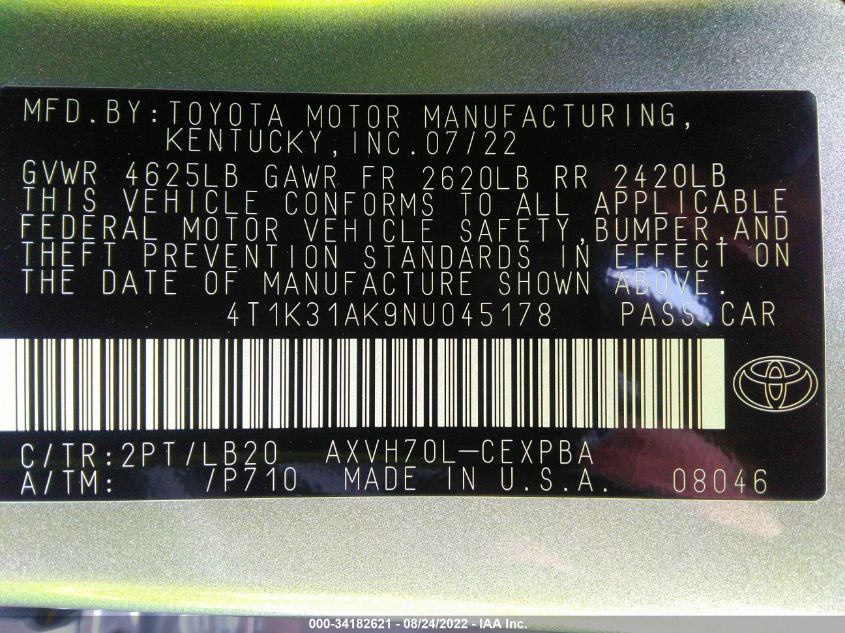 MFD.BY:TOYOTA MOTOR MANUFACTURING,
KENTUCKY,INC.07/22
GVWR 4625LB GAWR FR 2620LB RR 2420LB
THIS VEHICLE CONFORMS TO ALL APPLICABLE
FEDERAL MOTOR VEHICLE SAFETY,BUMPER,AND
THEFT PREVENTION STANDARDS IN EFFECT ON
THE DATE OF MANUFACTURE SHOWN ABOVE.
4T1K31AK9NU045178 PASS.CAR
C/TR:2PT/LB20 AXVH70L-CEXPBA
A/TM: /P710 MADE IN U.S.A. 08046
000-34182621 - 08/24/2022 - IAA Inc.